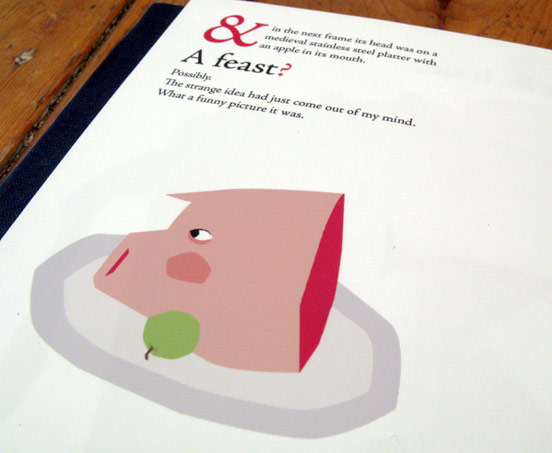 & in the next frame its head was on a
medieval stainless steel platter with
an apple in its mouth.
A feast?
Possibly.
The strange idea had just come out of my mind.
What a funny picture it was.